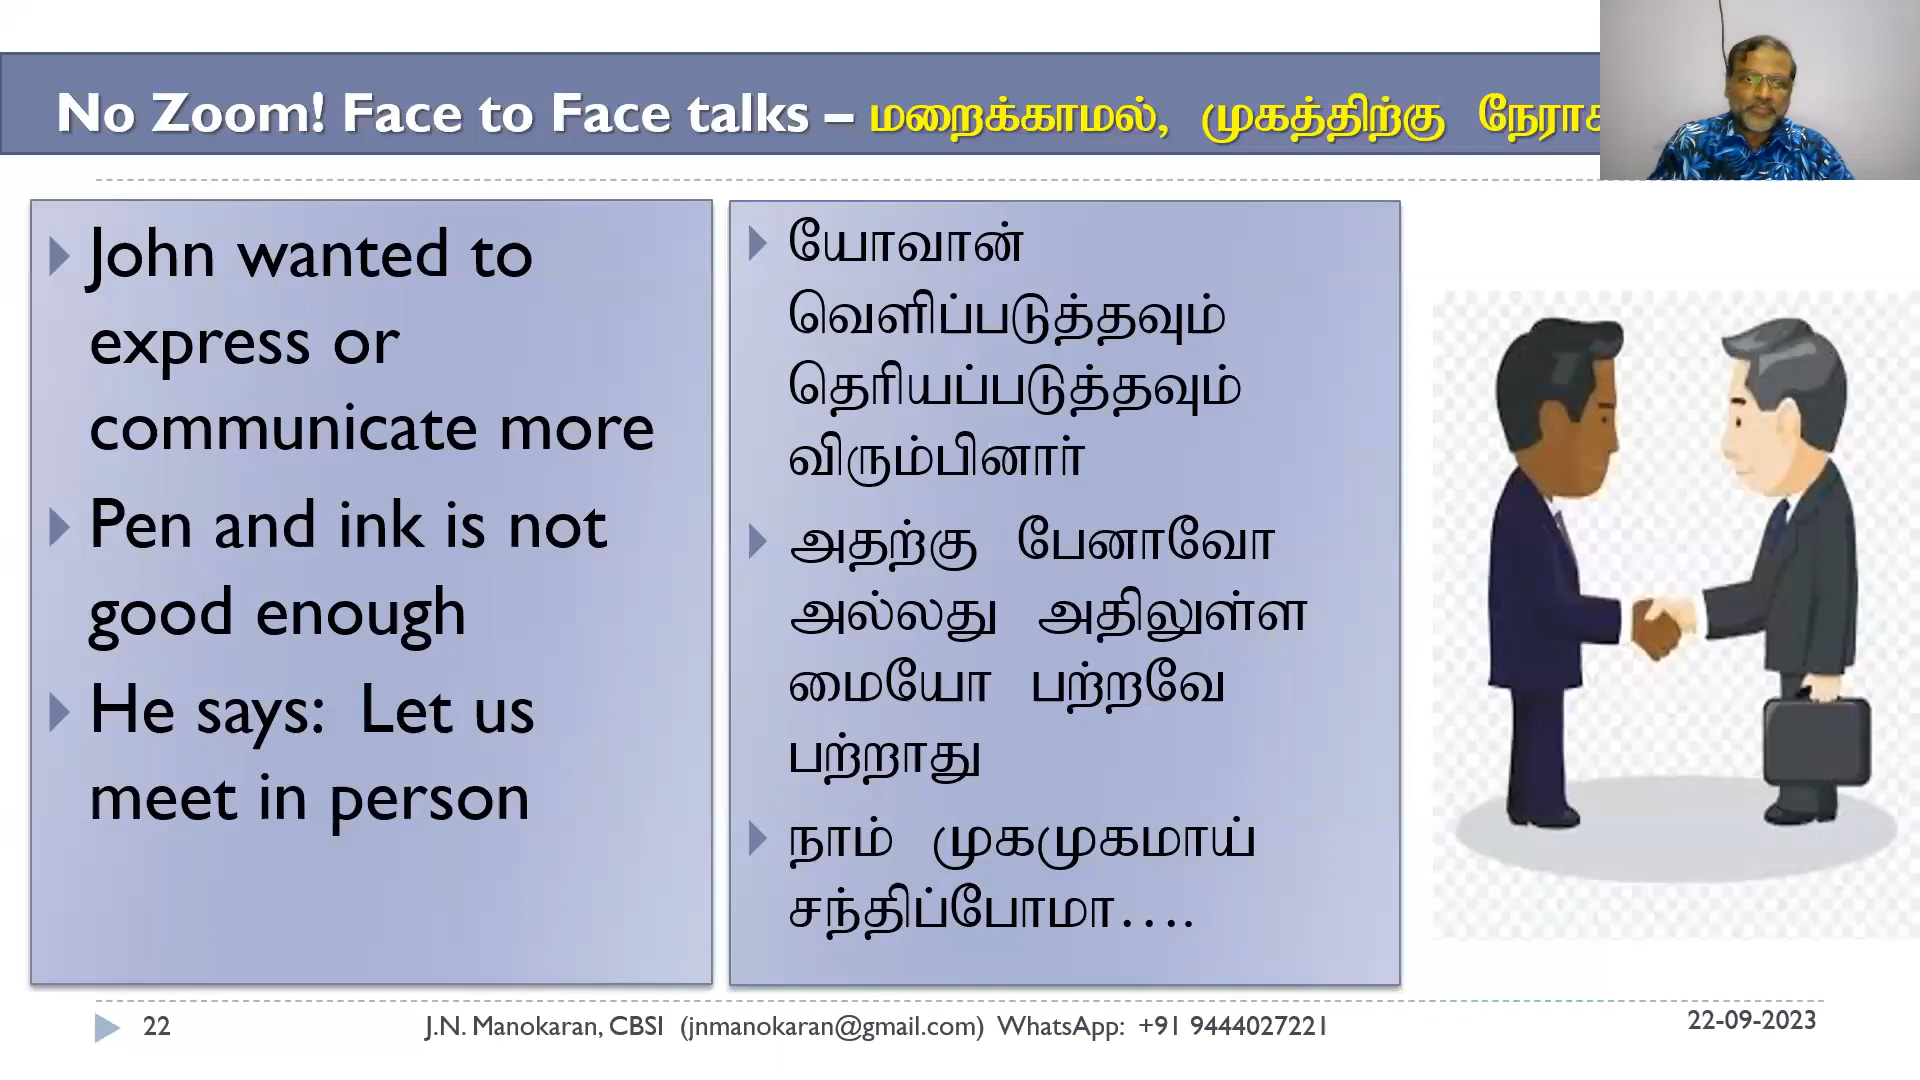 No Zoom! Face to Face talks – மறைக்காமல், முகத்திற்கு
John wanted to
express or
communicate more
Pen and ink is not
good enough
He says: Let us
meet in person
யோவான்
வெளிப்படுத்தவும்
தெரியப்படுத்தவும்
விரும்பினார்
அதற்கு பேனாவோ
அல்லது அதிலுள்ள
மையோ பற்றவே
பற்றாது
நாம் முகமுகமாய்
சந்திப்போமா….
22
J.N. Manokaran, CBSI (jnmanokaran@gmail.com) WhatsApp: +91 9444027221
22-09-2023